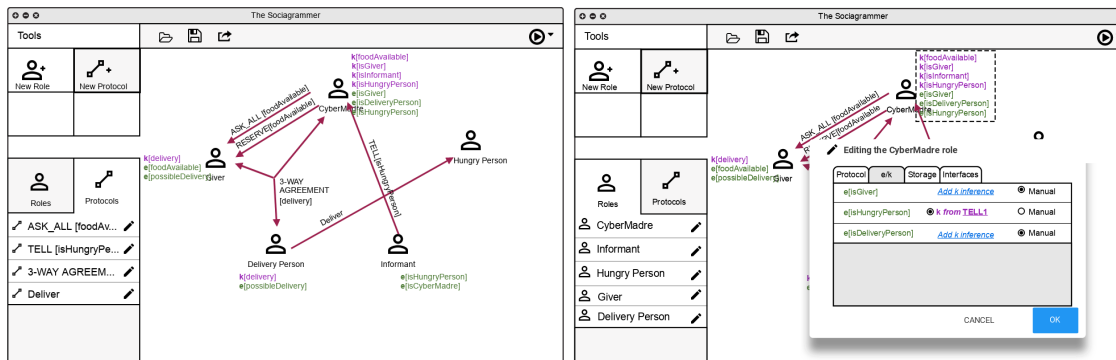 The Sociagrammer
Tools
New Role
New Protocol
Roles
Protocols
ASK_ALL [foodAv...
TELL [isHungryPe...
3-WAY AGREEM...
Deliver
k[foodAvailable]
k[isGiver]
k[isInformant]
k[isHungryPerson]
e[isGiver]
e[isDeliveryPerson]
e[isHungryPerson]
CyberMadre
ASK_ALL [foodAvailable]
RESERVE[foodAvailable]
k[delivery]
e[foodAvailable]
e[possibleDelivery]
Giver
3-WAY
AGREEMENT
[delivery]
TELL[isHungryPerson]
Hungry Person
Deliver
Delivery Person
k[delivery]
e[possibleDelivery]
Informant
e[isHungryPerson]
e[isCyberMadre]
The Sociagrammer
Tools
New Role
New Protocol
Roles
Protocols
CyberMadre
Informant
Hungry Person
Giver
Delivery Person
k[foodAvailable]
k[isGiver]
k[isInformant]
k[isHungryPerson]
e[isGiver]
e[isDeliveryPerson]
e[isHungryPerson]
ASK_ALL [foodAvailable]
k[delivery]
e[foodAvailable]
Giver
Editing the CyberMadre role
Protocol e/k Storage Interfaces
e[isGiver] Add k inference Manual
e[isHungryPerson] k from TELL1 Manual
e[isDeliveryPerson] Add k inference Manual
CANCEL OK